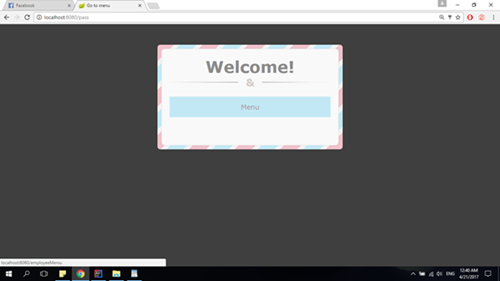 Facebook
Go to menu
localhost:8080/pass
Welcome!
&
Menu
localhost:8080/employeeMenu
ENG
12:40 AM
4/21/2017